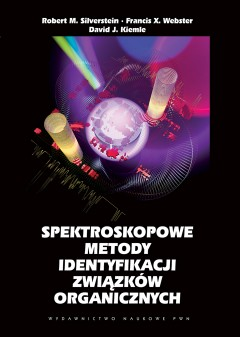 Robert M. Silverstein · Francis X. Webster
David J. Kiemle
SPEKTROSKOPOWE
METODY
IDENTYFIKACJI
ZWIĄZKÓW
ORGANICZNYCH
WYDAWNICTWO NAUKOWE PWN